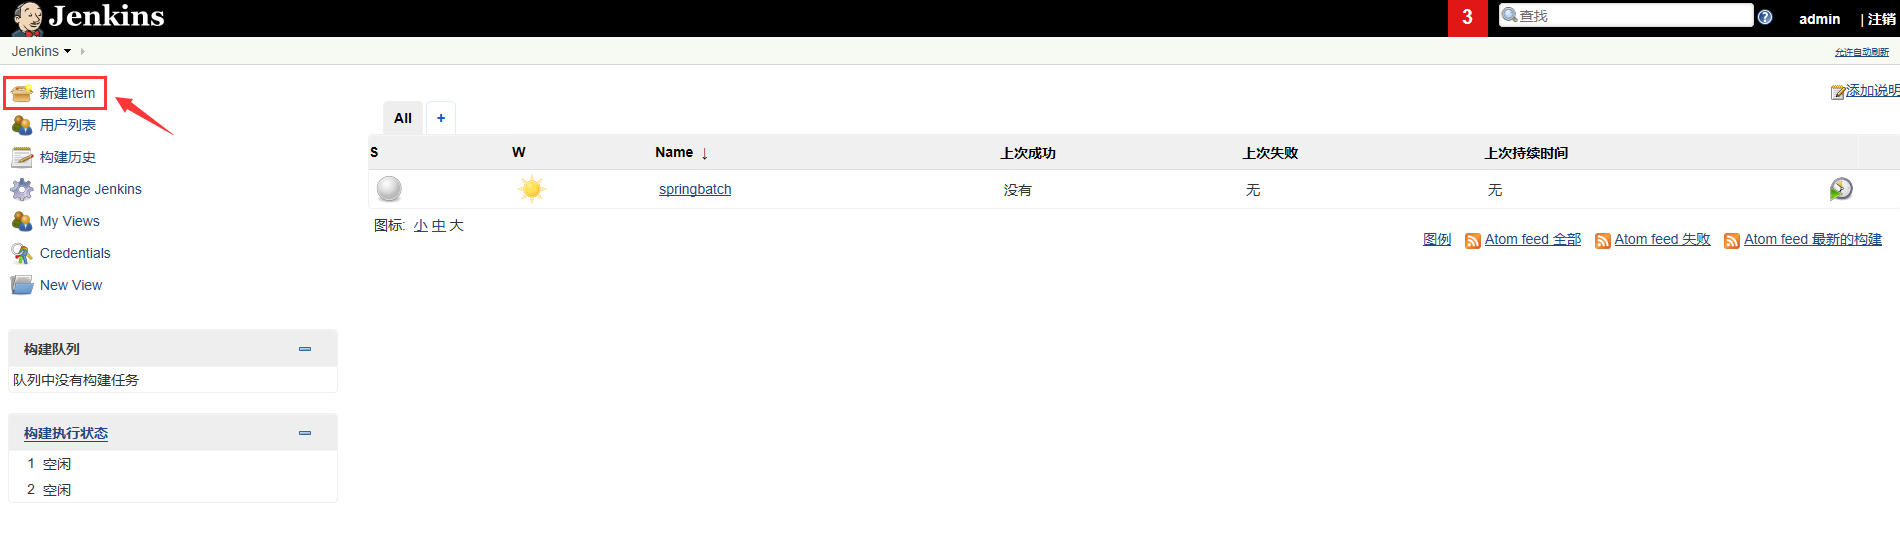 Jenkins
3
查找
admin
| 注销
Jenkins
允许自动刷新
新建Item
用户列表
构建历史
Manage Jenkins
My Views
Credentials
New View
添加说明
All
+
S W Name ↓ 上次成功 上次失败 上次持续时间
springbatch 没有 无 无
图标: 小 中 大
图例 Atom feed 全部 Atom feed 失败 Atom feed 最新的构建
构建队列
队列中没有构建任务
构建执行状态
1 空闲
2 空闲